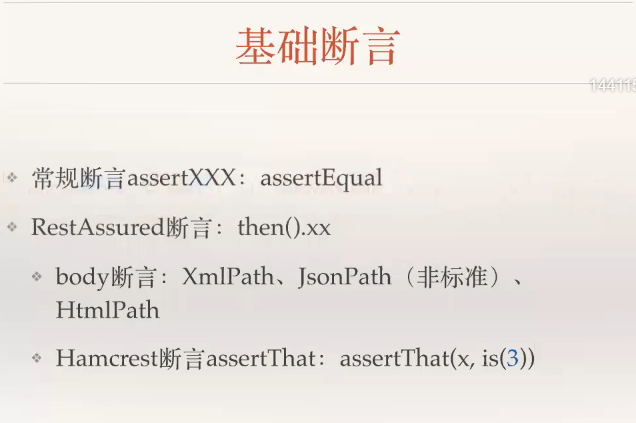 基础断言
常规断言assertXXX：assertEqual
RestAssured断言：then().xx
body断言：XmlPath、JsonPath（非标准）、
HtmlPath
Hamcrest断言assertThat：assertThat(x, is(3))